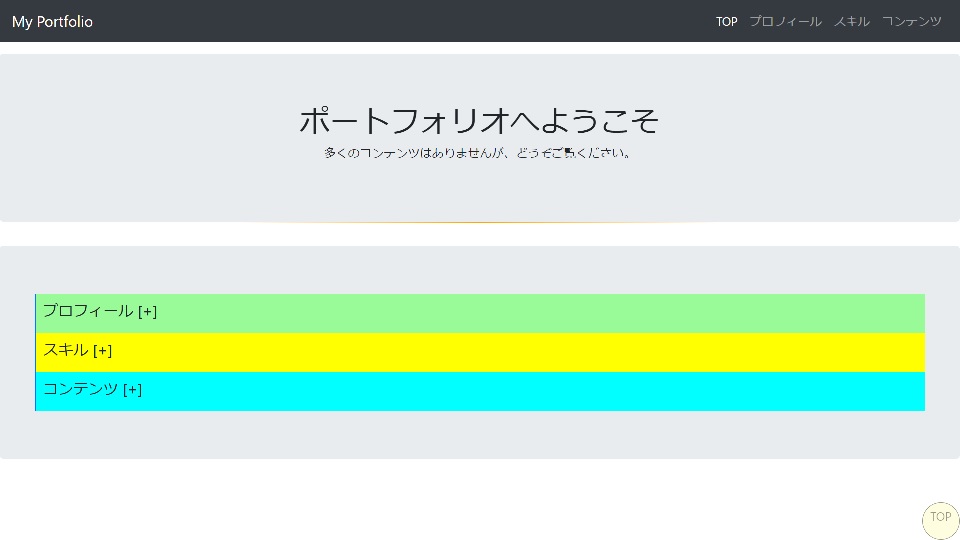 My Portfolio
TOP プロフィール スキル コンテンツ
ポートフォリオへようこそ
多くのコンテンツはありませんが、どうぞご覧ください。
プロフィール [+]
スキル [+]
コンテンツ [+]
TOP